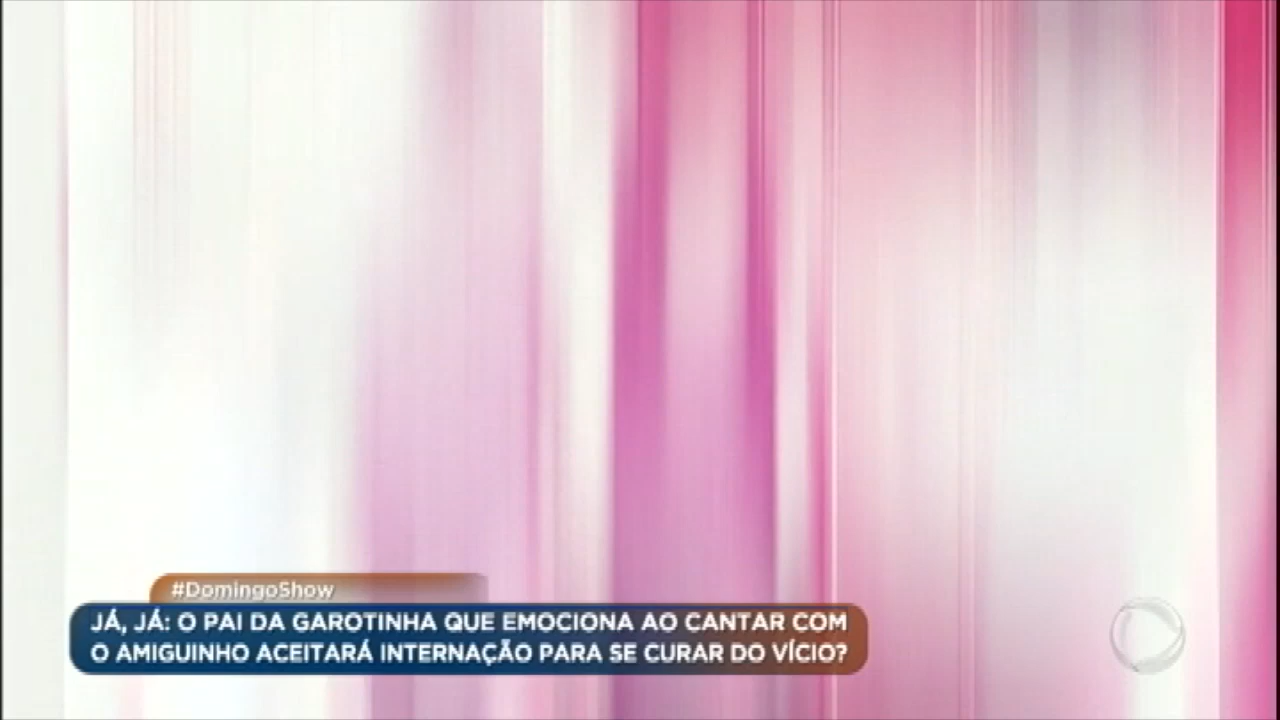 #DomingoShow
JÁ, JÁ: O PAI DA GAROTINHA QUE EMOCIONA AO CANTAR COM
O AMIGUINHO ACEITARÁ INTERNAÇÃO PARA SE CURAR DO VÍCIO?